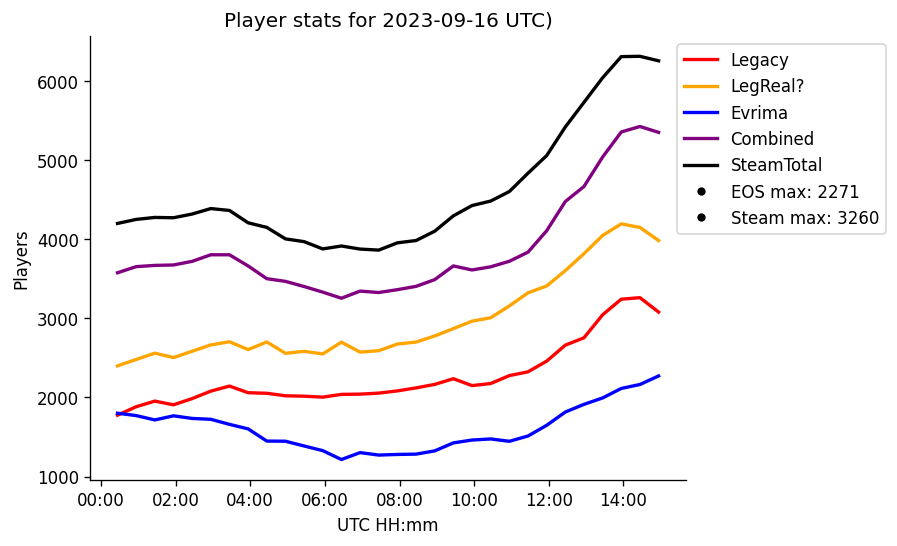 Player stats for 2023-09-16 UTC)
Legacy
LegReal?
Evrima
Combined
SteamTotal
EOS max: 2271
Steam max: 3260
Players
6000
5000
4000
3000
2000
1000
00:00 02:00 04:00 06:00 08:00 10:00 12:00 14:00
UTC HH:mm